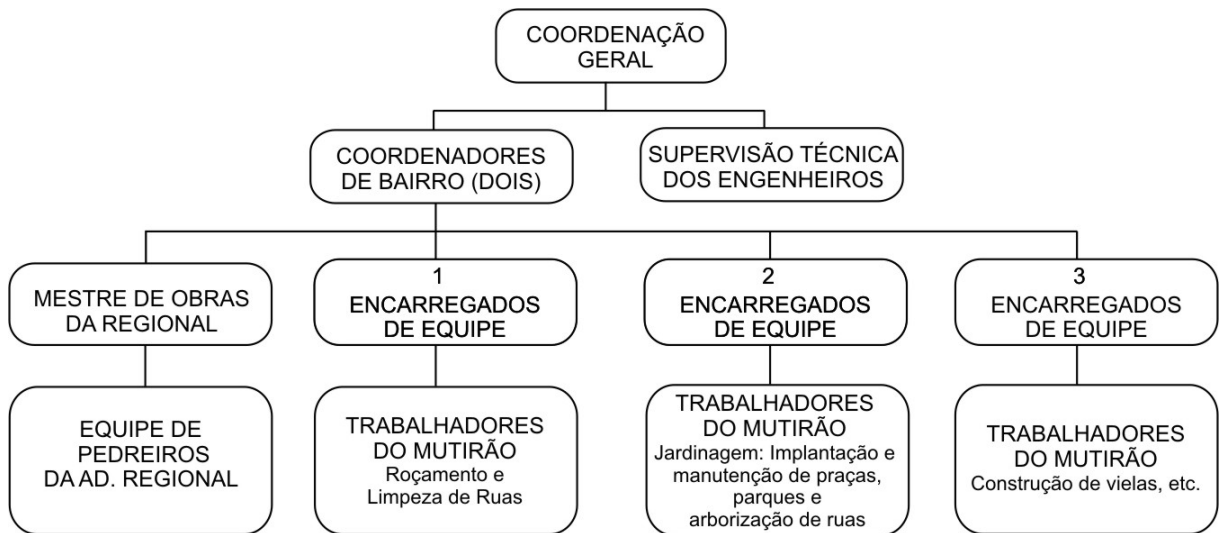 COORDENAÇÃO
GERAL
COORDENADORES
DE BAIRRO (DOIS)
SUPERVISÃO TÉCNICA
DOS ENGENHEIROS
MESTRE DE OBRAS
DA REGIONAL
1
ENCARREGADOS
DE EQUIPE
2
ENCARREGADOS
DE EQUIPE
3
ENCARREGADOS
DE EQUIPE
EQUIPE DE
PEDREIROS
DA AD. REGIONAL
TRABALHADORES
DO MUTIRÃO
Roçamento e
Limpeza de Ruas
TRABALHADORES
DO MUTIRÃO
Jardinagem: Implantação e
manutenção de praças,
parques e
arborização de ruas
TRABALHADORES
DO MUTIRÃO
Construção de vielas, etc.